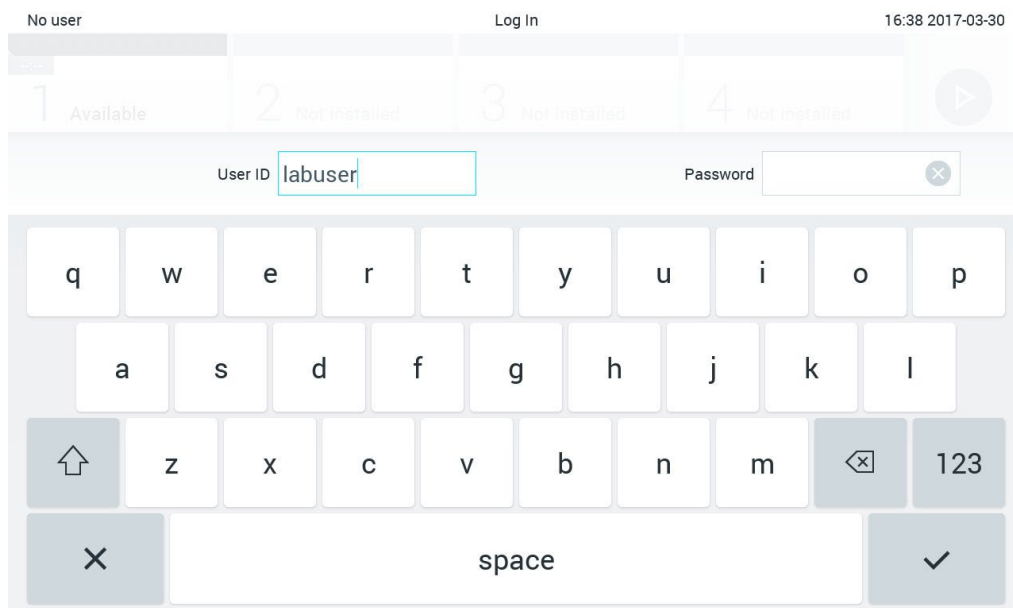 No user Log In 16:38 2017-03-30
1 Available 2 Not installed 3 Not installed 4 Not installed
User ID labuser Password
q w e r t y u i o p
a s d f g h j k l
z x c v b n m 123
space